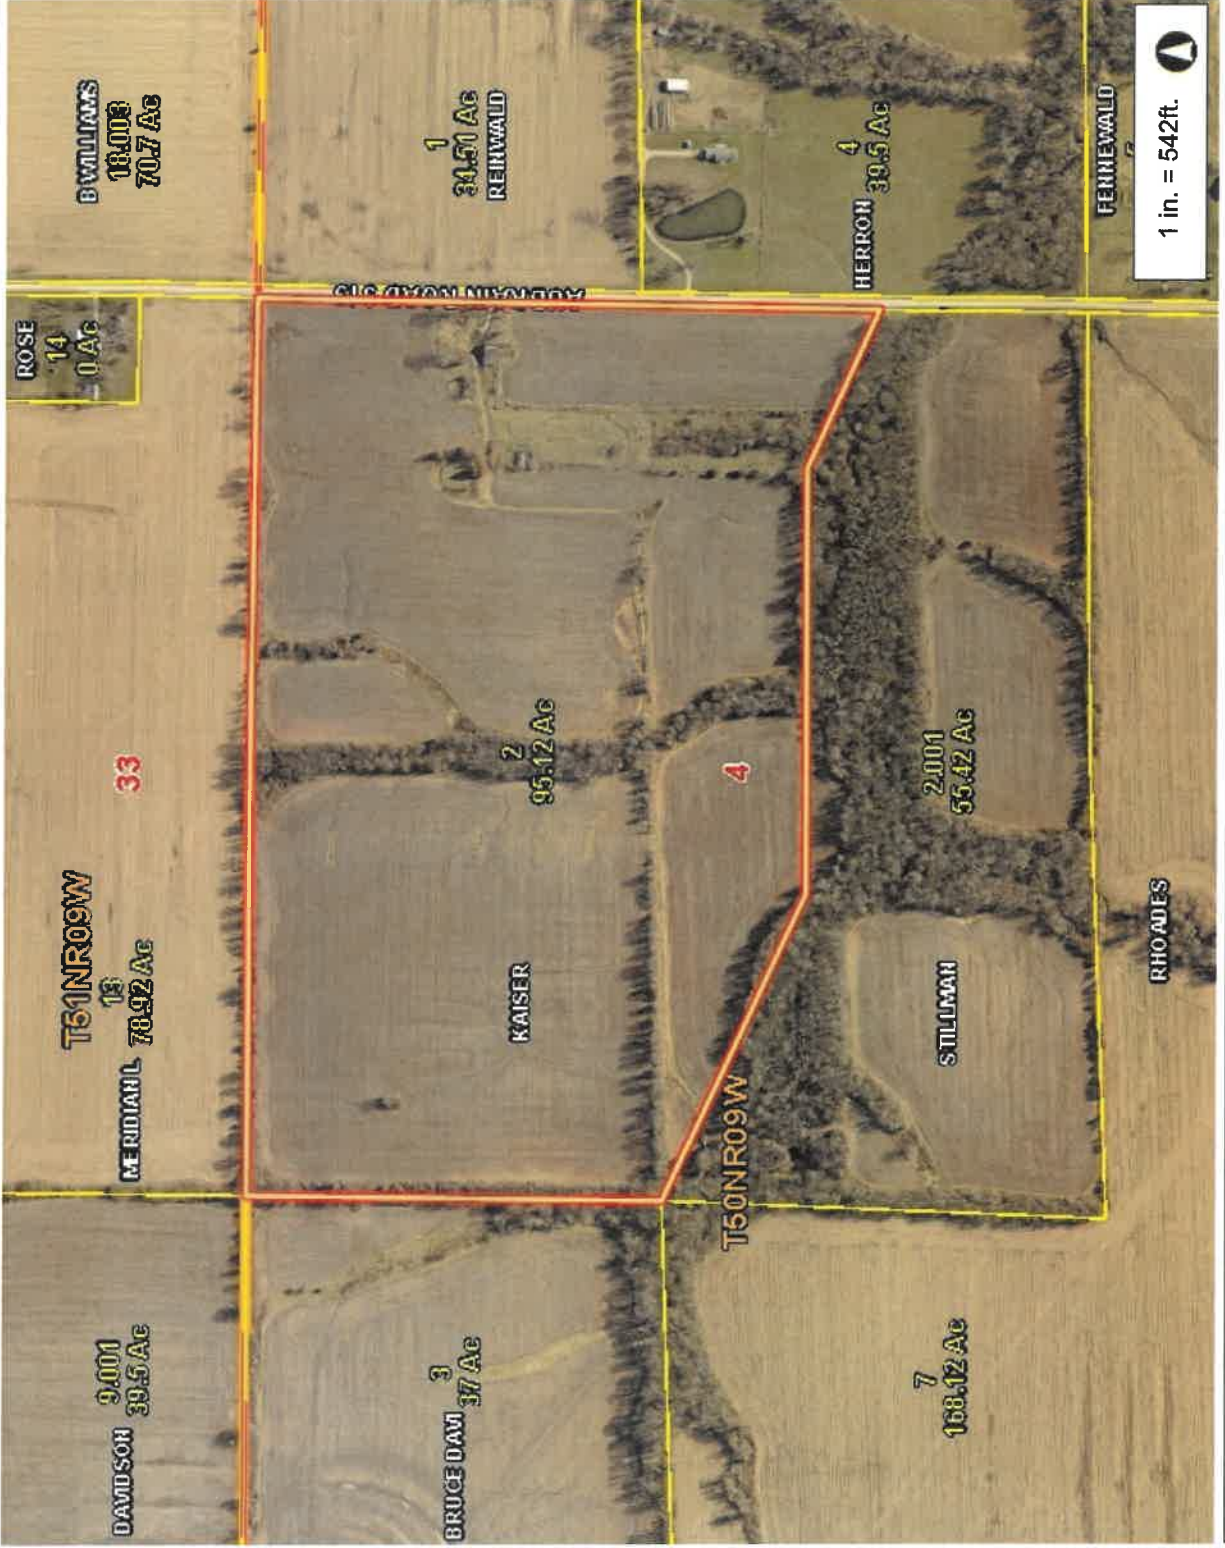 DAVIDSON
9.001
39.5 Ac
MERIDIAN L
T51NR09W
13
78.92 Ac
33
ROSE
14
0 Ac
B WILLIAMS
18.003
70.7 Ac
BRUCE DAVI
3
37 Ac
KAISER
2
95.12 Ac
AUDRAIN ROAD
1
34.51 Ac
REINWALD
4
T50NR09W
7
168.12 Ac
STILLMAN
2.001
55.42 Ac
HERRON
4
39.5 Ac
RHOADES
FENNEWALD
1 in. = 542ft.